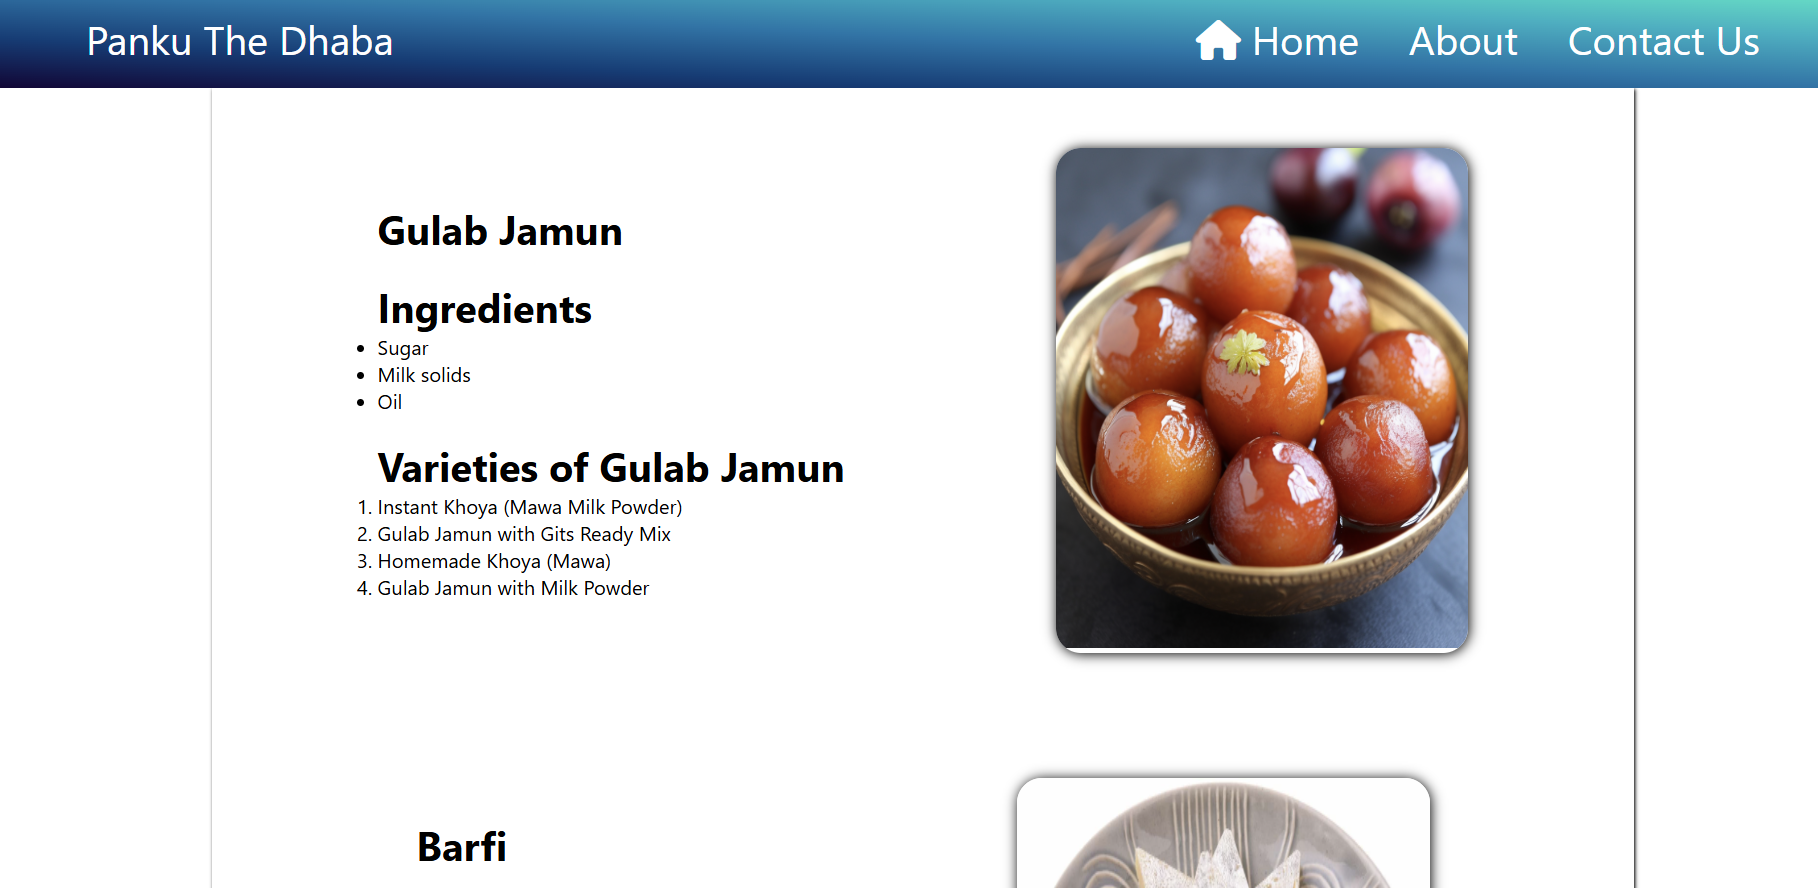 Panku The Dhaba
Home About Contact Us
Gulab Jamun
Ingredients
• Sugar
• Milk solids
• Oil
Varieties of Gulab Jamun
1. Instant Khoya (Mawa Milk Powder)
2. Gulab Jamun with Gits Ready Mix
3. Homemade Khoya (Mawa)
4. Gulab Jamun with Milk Powder
Barfi